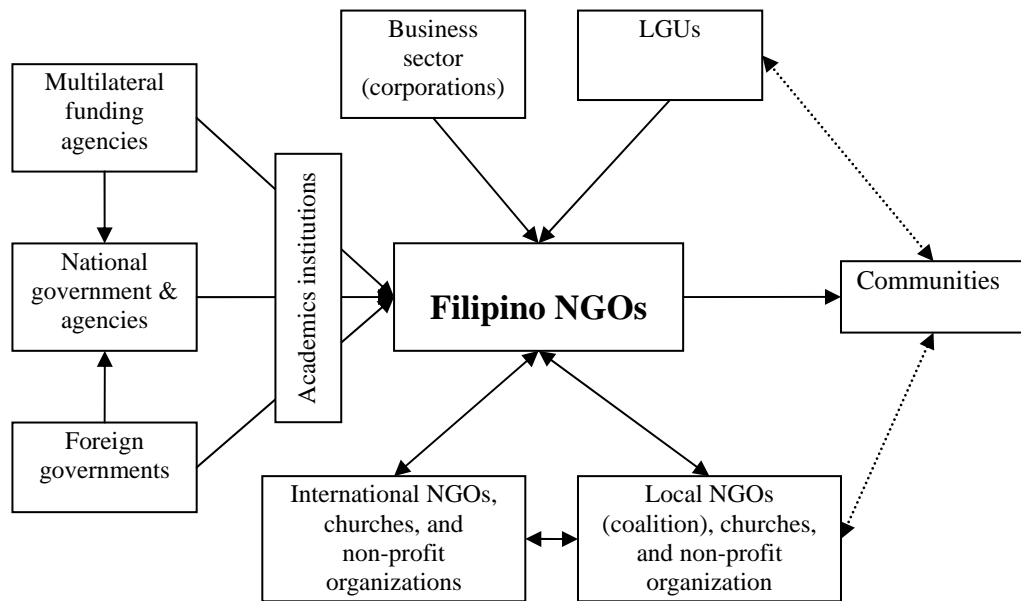 Business
sector
(corporations)
LGUs
Multilateral
funding
agencies
Academics institutions
National
government &
agencies
Filipino NGOs
Communities
Foreign
governments
International NGOs,
churches, and
non-profit
organizations
Local NGOs
(coalition), churches,
and non-profit
organization